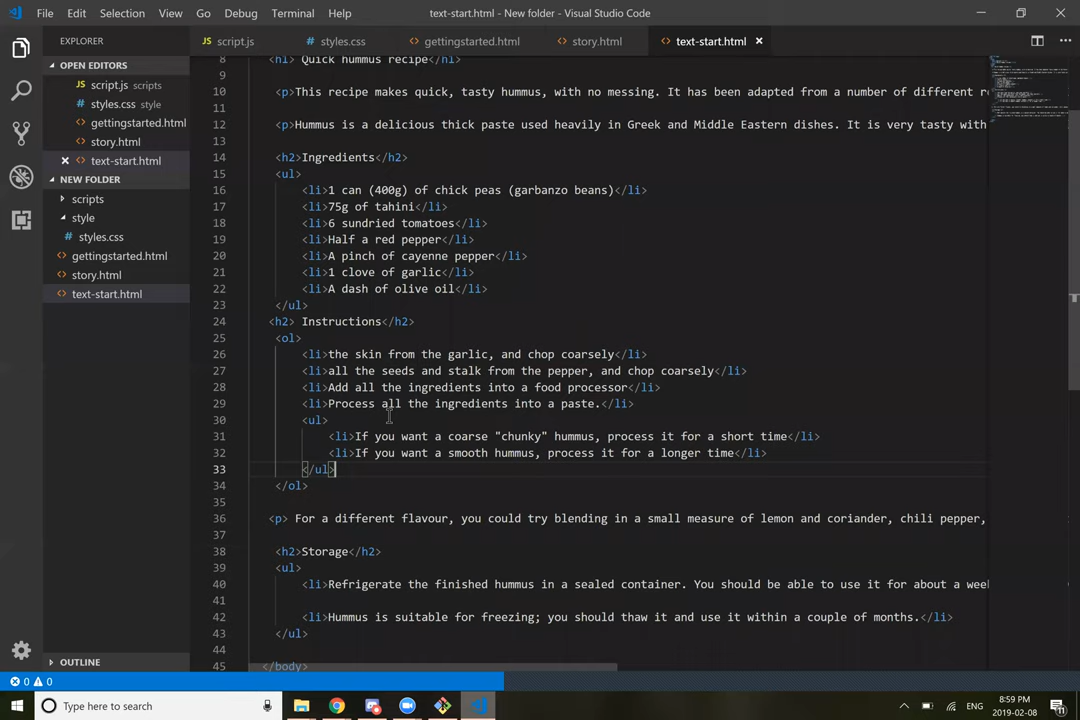 File Edit Selection View Go Debug Terminal Help text-start.html - New folder - Visual Studio Code
EXPLORER script.js styles.css gettingstarted.html story.html text-start.html
OPEN EDITORS
script.js scripts
styles.css style
gettingstarted.html
story.html
text-start.html
NEW FOLDER
scripts
style
styles.css
gettingstarted.html
story.html
text-start.html
OUTLINE
8 <h1> Quick hummus recipe</h1>
9
10 <p>This recipe makes quick, tasty hummus, with no messing. It has been adapted from a number of different
11
12 <p>Hummus is a delicious thick paste used heavily in Greek and Middle Eastern dishes. It is very tasty with
13
14 <h2>Ingredients</h2>
15 <ul>
16 <li>1 can (400g) of chick peas (garbanzo beans)</li>
17 <li>75g of tahini</li>
18 <li>6 sundried tomatoes</li>
19 <li>Half a red pepper</li>
20 <li>A pinch of cayenne pepper</li>
21 <li>1 clove of garlic</li>
22 <li>A dash of olive oil</li>
23 </ul>
24 <h2> Instructions</h2>
25 <ol>
26 <li>the skin from the garlic, and chop coarsely</li>
27 <li>all the seeds and stalk from the pepper, and chop coarsely</li>
28 <li>Add all the ingredients into a food processor</li>
29 <li>Process all the ingredients into a paste.</li>
30 <ul>
31 <li>If you want a coarse "chunky" hummus, process it for a short time</li>
32 <li>If you want a smooth hummus, process it for a longer time</li>
33 </ul>
34 </ol>
35
36 <p> For a different flavour, you could try blending in a small measure of lemon and coriander, chili pepper,
37
38 <h2>Storage</h2>
39 <ul>
40 <li>Refrigerate the finished hummus in a sealed container. You should be able to use it for about a
41
42 <li>Hummus is suitable for freezing; you should thaw it and use it within a couple of months.</li>
43 </ul>
44
45 </body>
0 0
Type here to search ENG 8:59 PM
2019-02-08 11